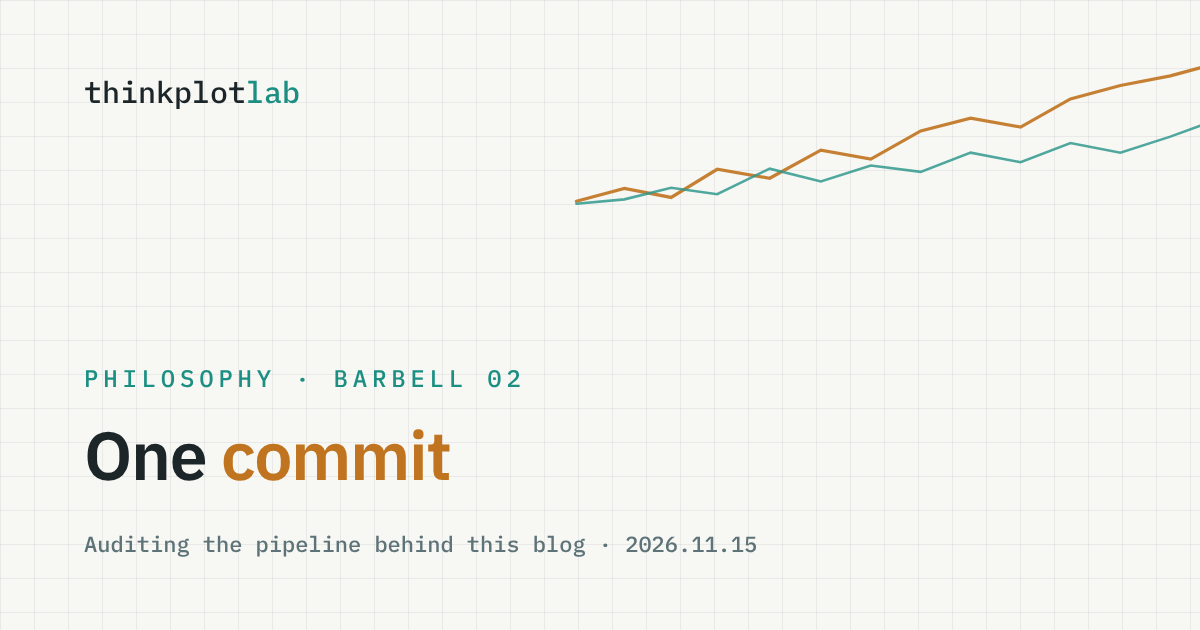 thinkplotlab
PHILOSOPHY · BARBELL 02
One commit
Auditing the pipeline behind this blog · 2026.11.15